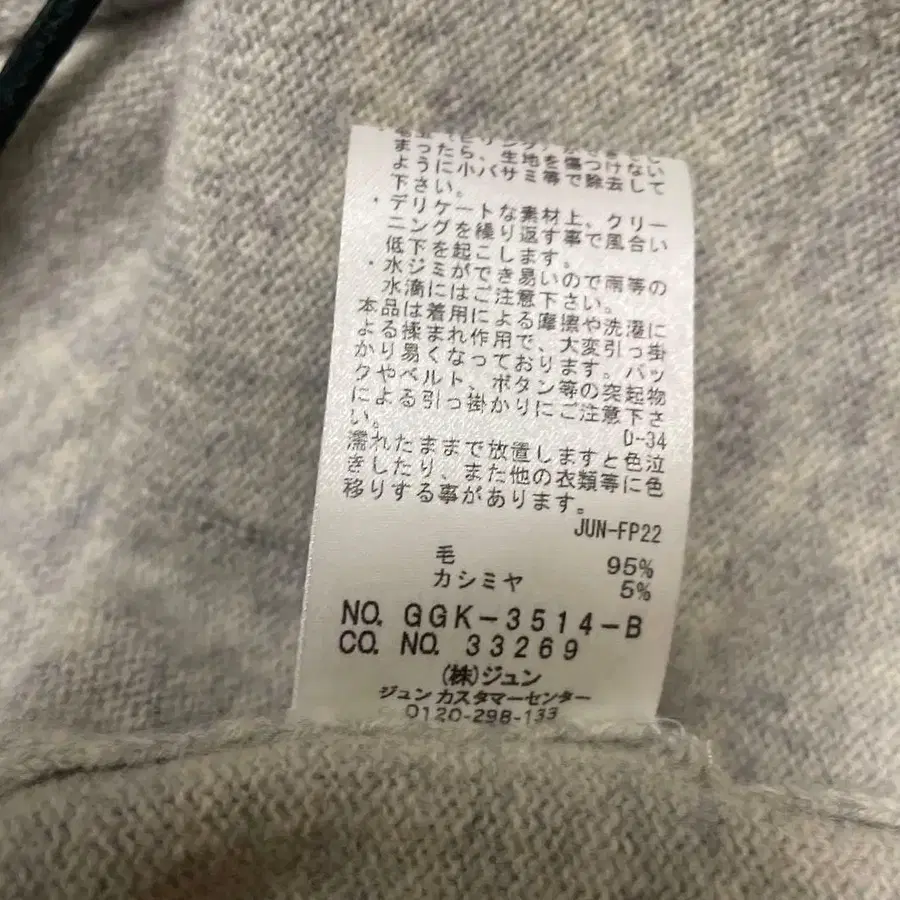 まったら、生地を傷つけない
ように小バサミ等で除去して
下さい。
・デリケートな素材上、クリー
ニングを繰り返す事で風合い
低下を起こします。
・水ジミができ易いので雨等の
水滴にはご注意下さい。
本品は着用による摩擦や洗濯に
よる揉まれ作用で、大変引っ掛
かり易くなっております。バッ
クやベルト、ボタン等の突起物
による引っ掛かりにご注意下さ
い。
D-34
濡れたままで放置しますと色泣
きしたり、また他の衣類等に色
移りする事があります。
JUN-FP22
毛 95%
カシミヤ 5%
NO. GGK-3514-B
CO. NO. 33269
(株)ジュン
ジュン カスタマーセンター
0120-298-133